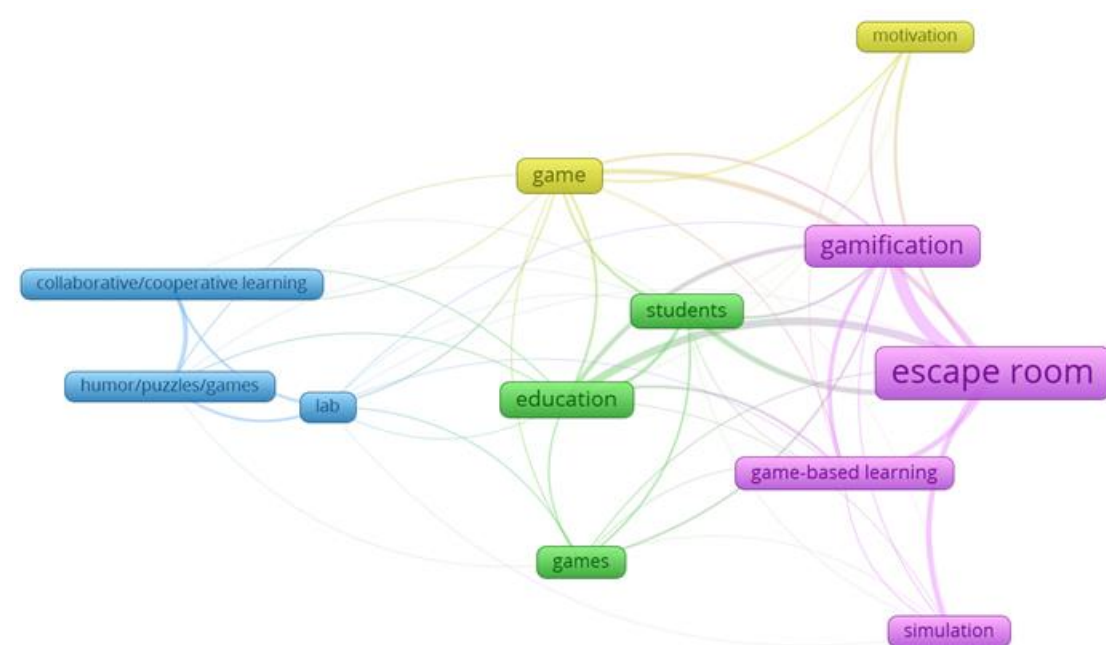 motivation
game
gamification
collaborative/cooperative learning
students
escape room
humor/puzzles/games
education
lab
game-based learning
games
simulation